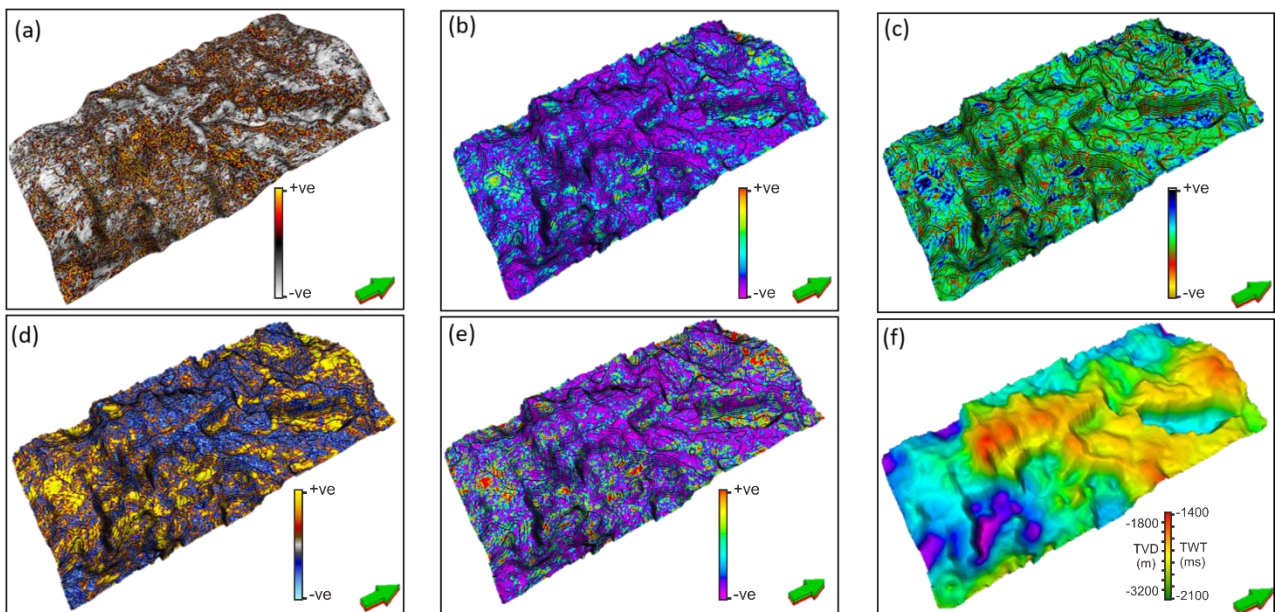 (a)
+ve
-ve
(b)
+ve
-ve
(c)
+ve
-ve
(d)
+ve
-ve
(e)
+ve
-ve
(f)
-1400
-1800
TVD TWT
(m) (ms)
-3200
-2100